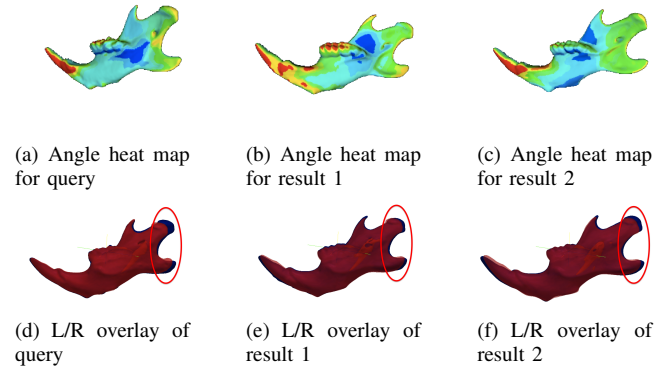 (a) Angle heat map
for query
(b) Angle heat map
for result 1
(c) Angle heat map
for result 2
(d) L/R overlay of
query
(e) L/R overlay of
result 1
(f) L/R overlay of
result 2